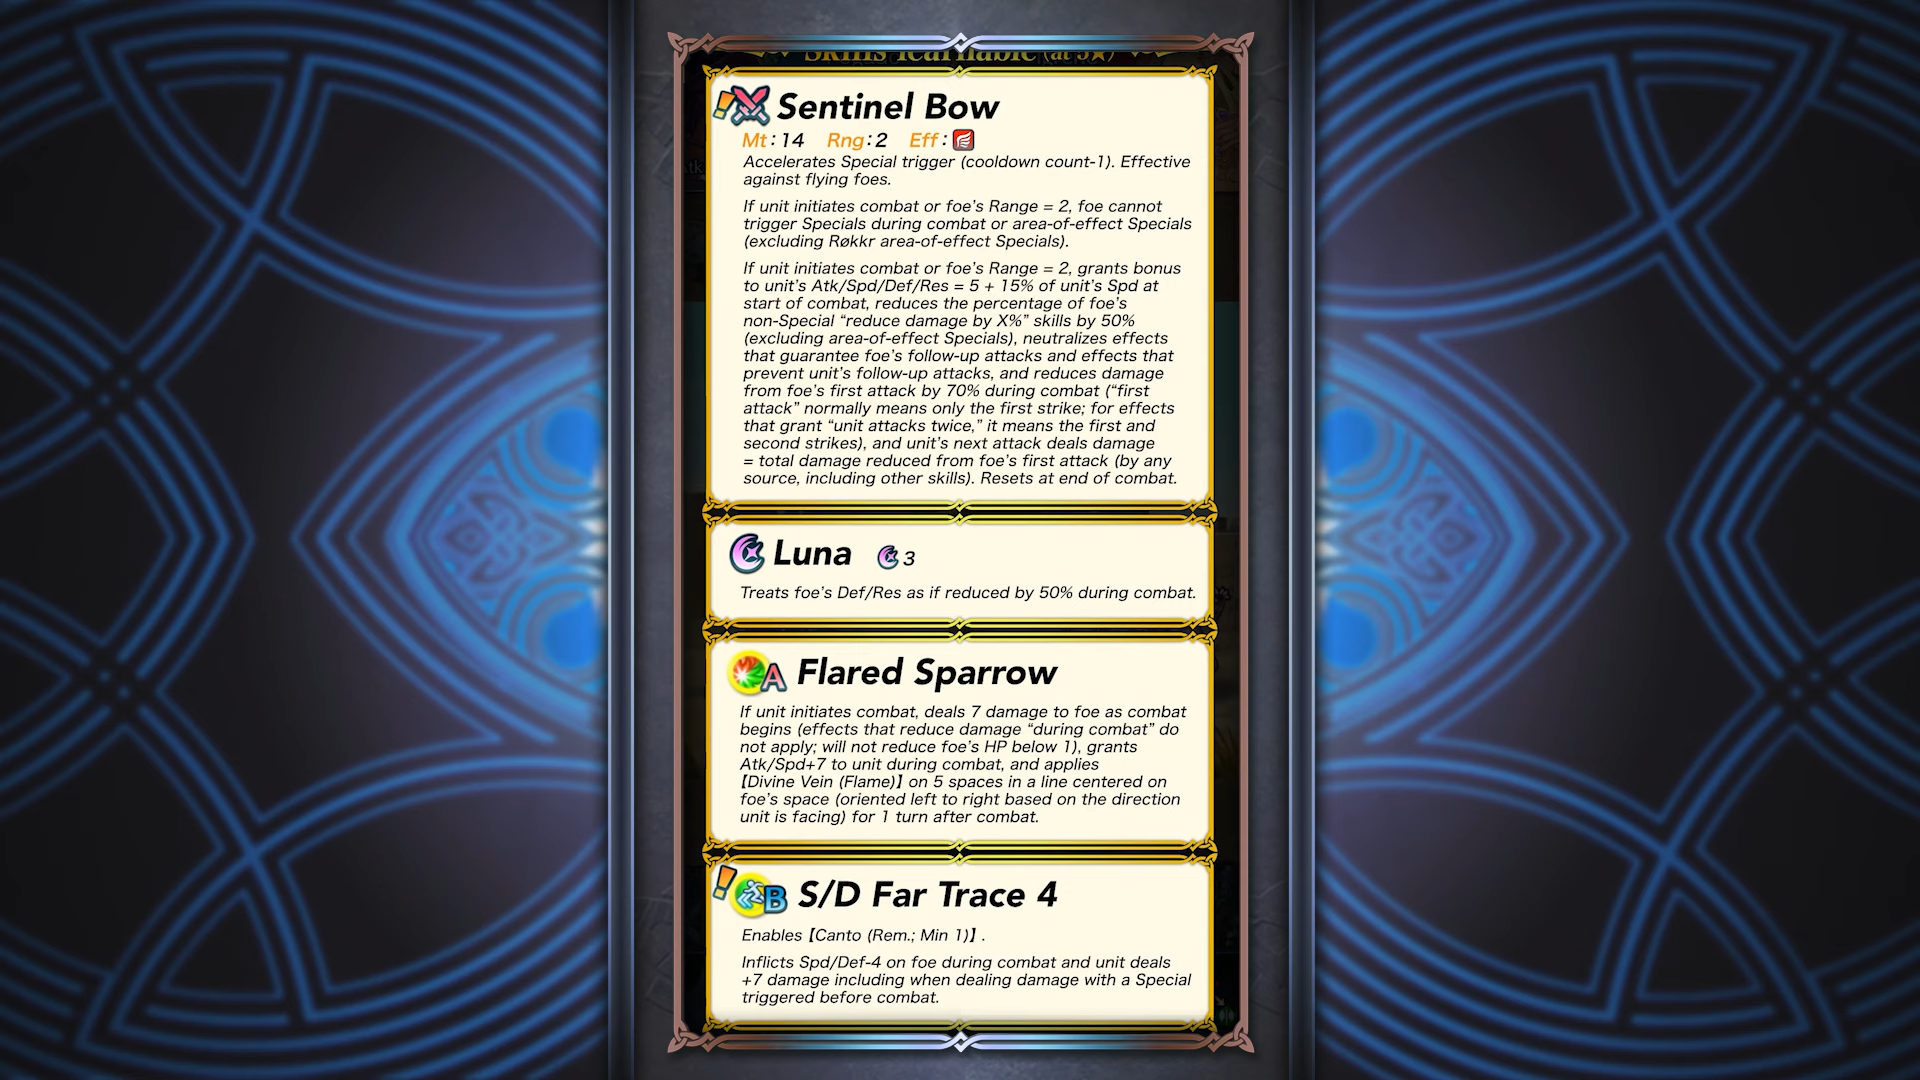 Skills learnable (at 5★)
Sentinel Bow
Mt: 14 Rng:2 Eff:
Accelerates Special trigger (cooldown count-1). Effective
against flying foes.
If unit initiates combat or foe's Range = 2, foe cannot
trigger Specials during combat or area-of-effect Specials
(excluding Røkkr area-of-effect Specials).
If unit initiates combat or foe's Range = 2, grants bonus
to unit's Atk/Spd/Def/Res = 5 + 15% of unit's Spd at
start of combat, reduces the percentage of foe's
non-Special “reduce damage by X%” skills by 50%
(excluding area-of-effect Specials), neutralizes effects
that guarantee foe's follow-up attacks and effects that
prevent unit's follow-up attacks, and reduces damage
from foe's first attack by 70% during combat (“first
attack” normally means only the first strike; for effects
that grant “unit attacks twice,” it means the first and
second strikes), and unit's next attack deals damage
= total damage reduced from foe's first attack (by any
source, including other skills). Resets at end of combat.
Luna 3
Treats foe's Def/Res as if reduced by 50% during combat.
A Flared Sparrow
If unit initiates combat, deals 7 damage to foe as combat
begins (effects that reduce damage “during combat” do
not apply; will not reduce foe's HP below 1), grants
Atk/Spd+7 to unit during combat, and applies
【Divine Vein (Flame)】 on 5 spaces in a line centered on
foe's space (oriented left to right based on the direction
unit is facing) for 1 turn after combat.
B S/D Far Trace 4
Enables【Canto (Rem.; Min 1)】.
Inflicts Spd/Def-4 on foe during combat and unit deals
+7 damage including when dealing damage with a Special
triggered before combat.